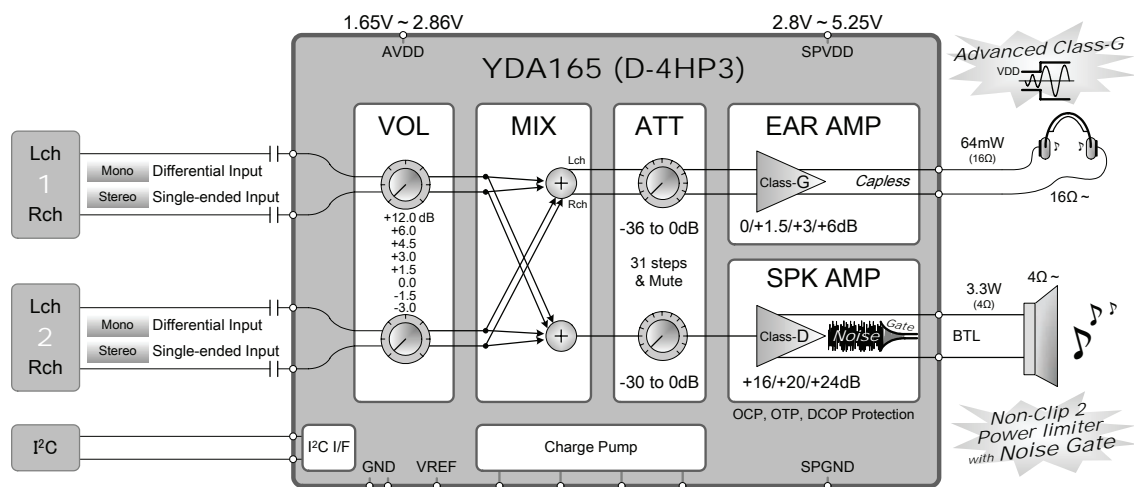 1.65V ~ 2.86V
2.8V ~ 5.25V
AVDD
SPVDD
YDA165 (D-4HP3)
Advanced Class-G
VDD
VOL
MIX
ATT
EAR AMP
Lch
1
Rch
Mono Differential Input
Stereo Single-ended Input
+12.0 dB
+6.0
+4.5
+3.0
+1.5
0.0
-1.5
-3.0
Lch
+
Rch
-36 to 0dB
31 steps
& Mute
Class-G
Capless
0/+1.5/+3/+6dB
64mW
(16Ω)
16Ω ~
Lch
2
Rch
Mono Differential Input
Stereo Single-ended Input
+
-30 to 0dB
SPK AMP
Class-D
Noise
Gate
+16/+20/+24dB
OCP, OTP, DCOP Protection
3.3W
(4Ω)
4Ω ~
BTL
Non-Clip 2
Power limiter
with Noise Gate
I²C
I²C I/F
Charge Pump
GND
VREF
SPGND